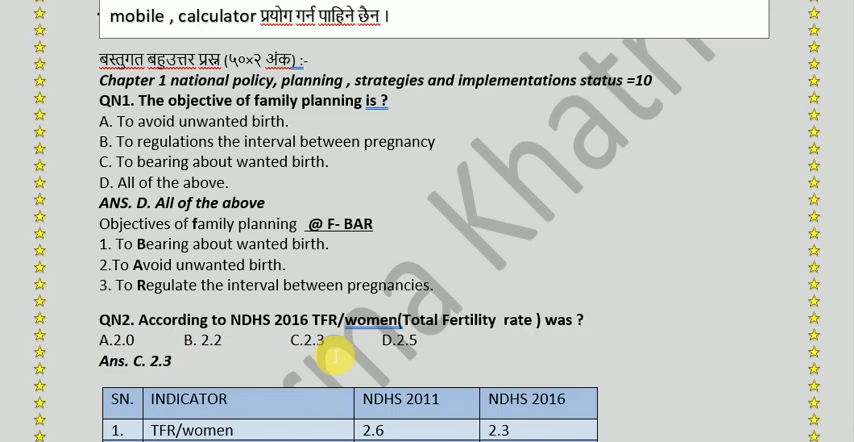 mobile , calculator प्रयोग गर्न पाहिने छैन ।
बस्तुगत बहउत्तर प्रस्न (५०×२ अंक) :-
Chapter 1 national policy, planning , strategies and implementations status =10
QN1. The objective of family planning is ?
A. To avoid unwanted birth.
B. To regulations the interval between pregnancy
C. To bearing about wanted birth.
D. All of the above.
ANS. D. All of the above
Objectives of family planning @ F- BAR
1. To Bearing about wanted birth.
2.To Avoid unwanted birth.
3. To Regulate the interval between pregnancies.
QN2. According to NDHS 2016 TFR/women(Total Fertility rate ) was ?
A.2.0 B. 2.2 C.2.3 D.2.5
Ans. C. 2.3
SN. INDICATOR NDHS 2011 NDHS 2016
1. TFR/women 2.6 2.3